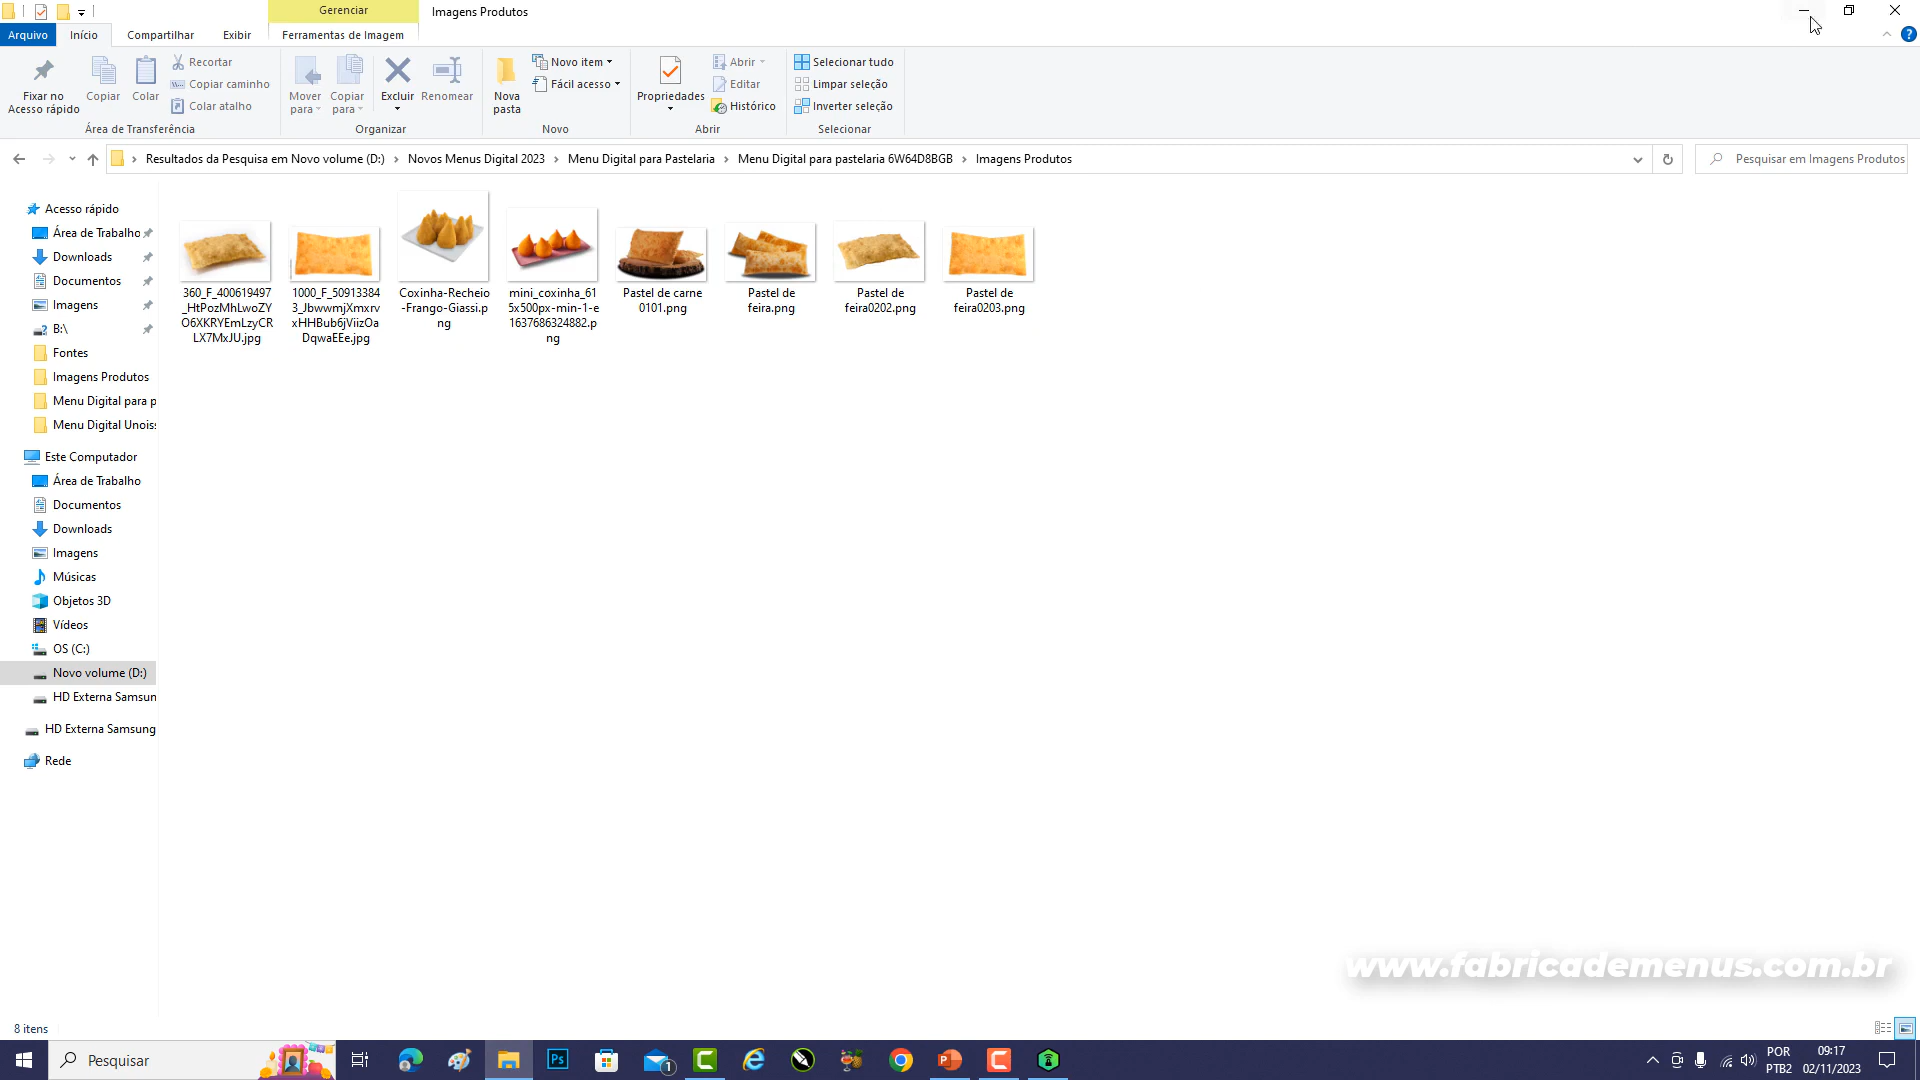 Gerenciar
Imagens Produtos
Arquivo
Início
Compartilhar
Exibir
Ferramentas de Imagem
Fixar no
Acesso rápido
Copiar
Colar
Recortar
Copiar caminho
Colar atalho
Área de Transferência
Mover
para
Copiar
para
Excluir
Renomear
Organizar
Nova
pasta
Novo item
Fácil acesso
Novo
Propriedades
Abrir
Editar
Histórico
Abrir
Selecionar tudo
Limpar seleção
Inverter seleção
Selecionar
Resultados da Pesquisa em Novo volume (D:) > Novos Menus Digital 2023 > Menu Digital para Pastelaria > Menu Digital para pastelaria 6W64D8BGB > Imagens Produtos
Pesquisar em Imagens Produtos
Acesso rápido
Área de Trabalho
Downloads
Documentos
Imagens
B:\
Fontes
Imagens Produtos
Menu Digital para p
Menu Digital Unois
Este Computador
Área de Trabalho
Documentos
Downloads
Imagens
Músicas
Objetos 3D
Vídeos
OS (C:)
Novo volume (D:)
HD Externa Samsun
HD Externa Samsung
Rede
360_F_400619497
_HtPozMhLwoZY
O6XKRYEmLzyCR
LX7MxJU.jpg
1000_F_50913384
3_JbwwmjXmxrv
xHHBub6jViizOa
DqwaEEe.jpg
Coxinha-Recheio
-Frango-Giassi.p
ng
mini_coxinha_61
5x500px-min-1-e
1637686324882.p
ng
Pastel de carne
0101.png
Pastel de
feira.png
Pastel de
feira0202.png
Pastel de
feira0203.png
www.fabricademenus.com.br
8 itens
Pesquisar
Ps
1
POR
PTB2
09:17
02/11/2023